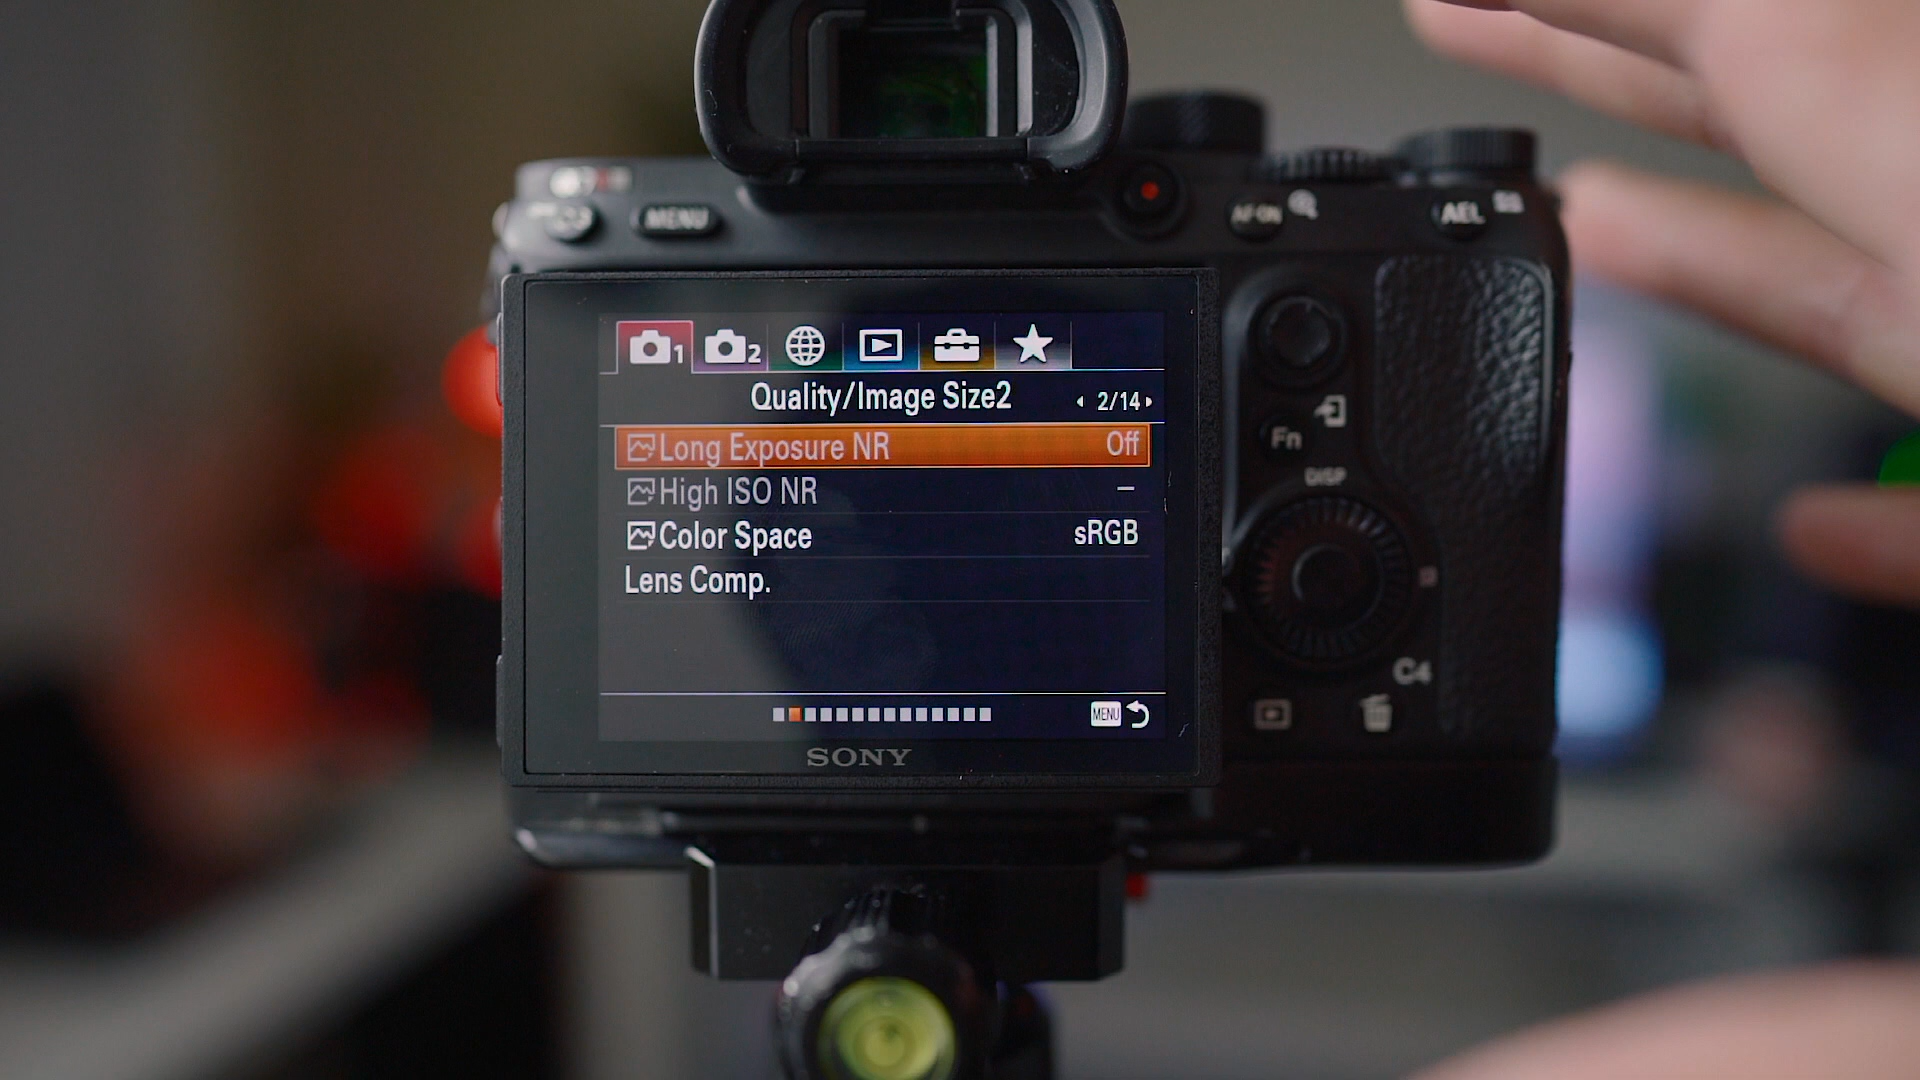 MENU
AF-ON
AEL
1 2
Quality/Image Size2 2/14
Long Exposure NR Off
High ISO NR –
Color Space sRGB
Lens Comp.
MENU
SONY
Fn
DISP
C4